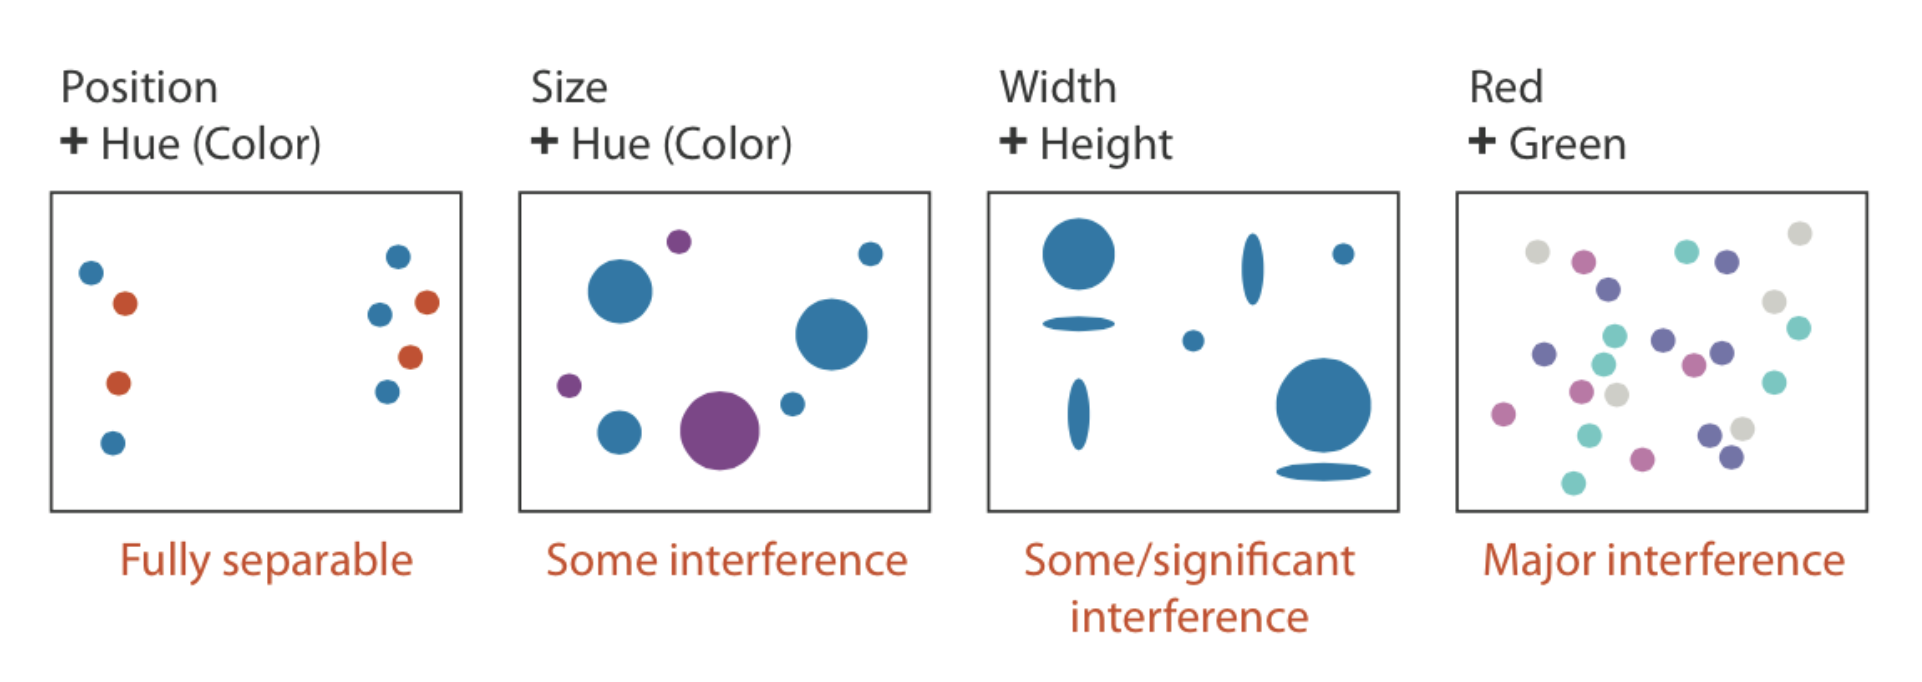 Position
+ Hue (Color)
Size
+ Hue (Color)
Width
+ Height
Red
+ Green
Fully separable
Some interference
Some/significant
interference
Major interference